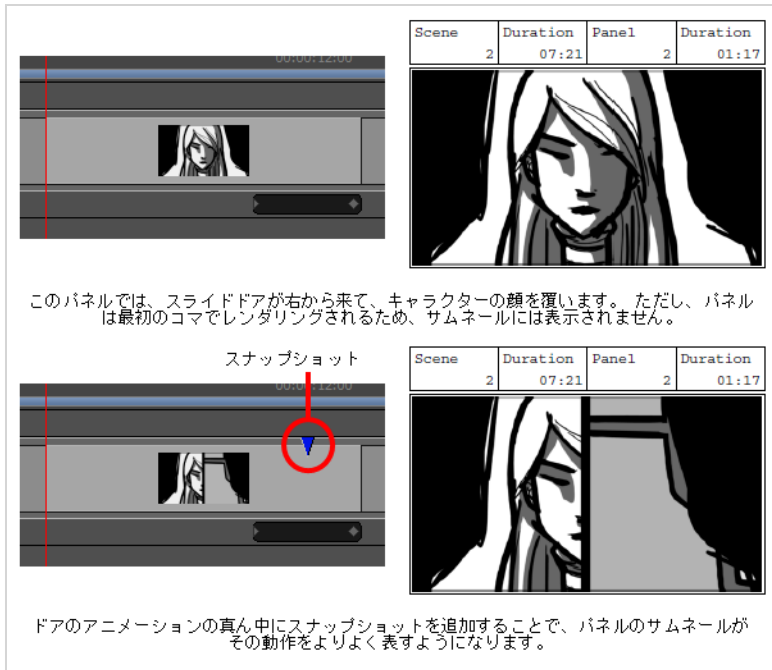 Scene Duration Panel Duration
2 07:21 2 01:17
00:00:12:00
このパネルでは、スライドドアが右から来て、キャラクターの顔を覆います。 ただし、パネル
は最初のコマでレンダリングされるため、サムネールには表示されません。
スナップショット
Scene Duration Panel Duration
2 07:21 2 01:17
00:00:12:00
ドアのアニメーションの真ん中にスナップショットを追加することで、パネルのサムネールが
その動作をよりよく表すようになります。